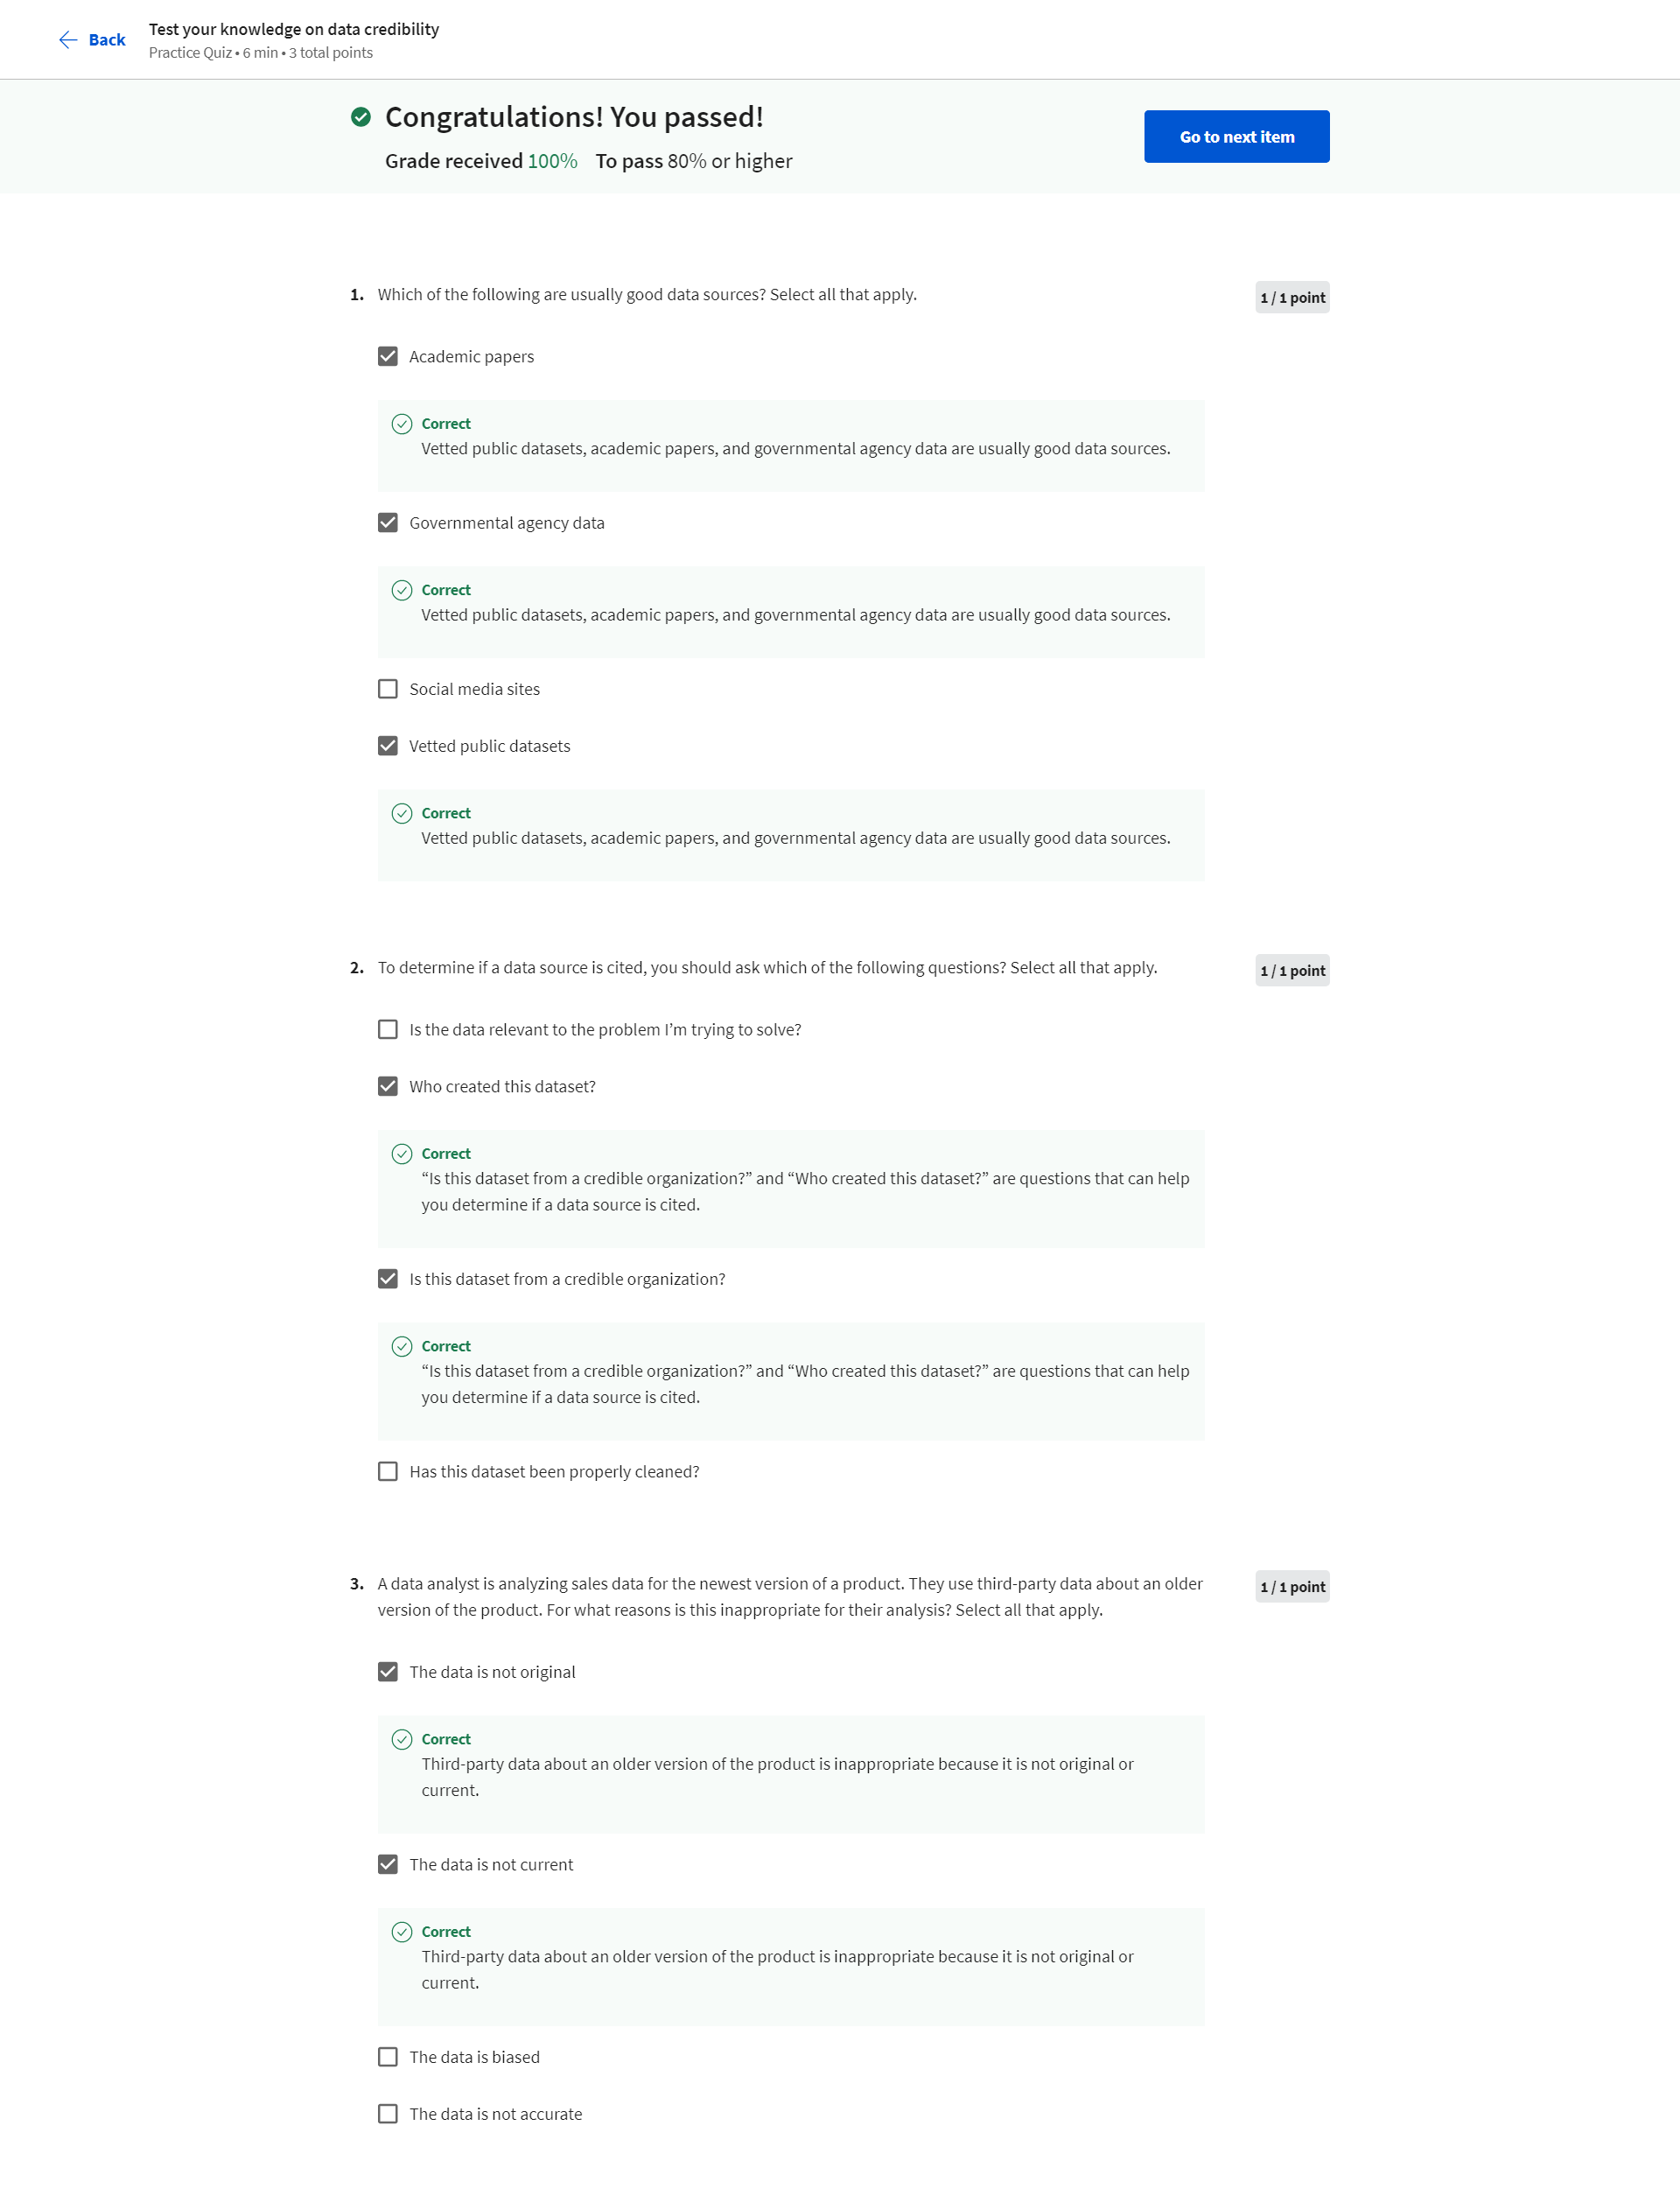 Back
Test your knowledge on data credibility
Practice Quiz • 6 min • 3 total points
Congratulations! You passed!
Grade received 100% To pass 80% or higher
Go to next item
1. Which of the following are usually good data sources? Select all that apply.
1 / 1 point
Academic papers
Correct
Vetted public datasets, academic papers, and governmental agency data are usually good data sources.
Governmental agency data
Correct
Vetted public datasets, academic papers, and governmental agency data are usually good data sources.
Social media sites
Vetted public datasets
Correct
Vetted public datasets, academic papers, and governmental agency data are usually good data sources.
2. To determine if a data source is cited, you should ask which of the following questions? Select all that apply.
1 / 1 point
Is the data relevant to the problem I’m trying to solve?
Who created this dataset?
Correct
“Is this dataset from a credible organization?” and “Who created this dataset?” are questions that can help
you determine if a data source is cited.
Is this dataset from a credible organization?
Correct
“Is this dataset from a credible organization?” and “Who created this dataset?” are questions that can help
you determine if a data source is cited.
Has this dataset been properly cleaned?
3. A data analyst is analyzing sales data for the newest version of a product. They use third-party data about an older
version of the product. For what reasons is this inappropriate for their analysis? Select all that apply.
1 / 1 point
The data is not original
Correct
Third-party data about an older version of the product is inappropriate because it is not original or
current.
The data is not current
Correct
Third-party data about an older version of the product is inappropriate because it is not original or
current.
The data is biased
The data is not accurate